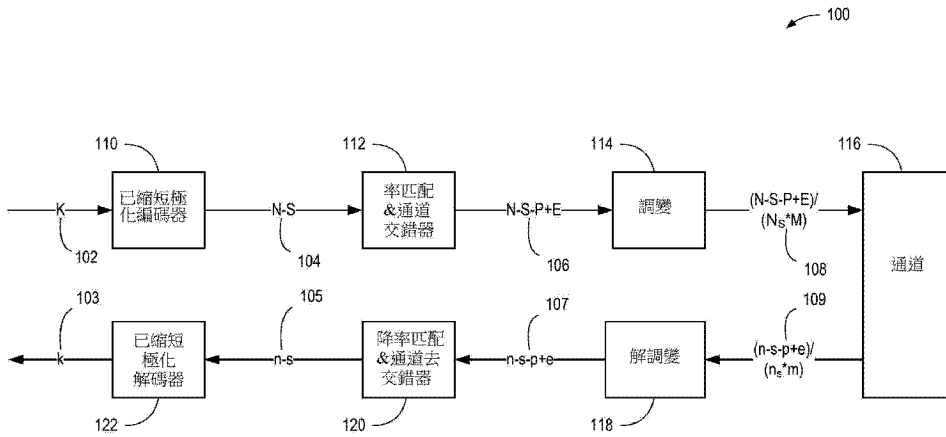 100
110
112
114
116
已縮短極
化編碼器
率匹配
&通道
交錯器
調變
通道
K
N-S
N-S-P+E
(N-S-P+E)/
(NS*M)
102
104
106
108
103
105
107
109
已縮短
極化
解碼器
降率匹配
&通道去
交錯器
解調變
k
n-s
n-s-p+e
(n-s-p+e)/
(ns*m)
122
120
118